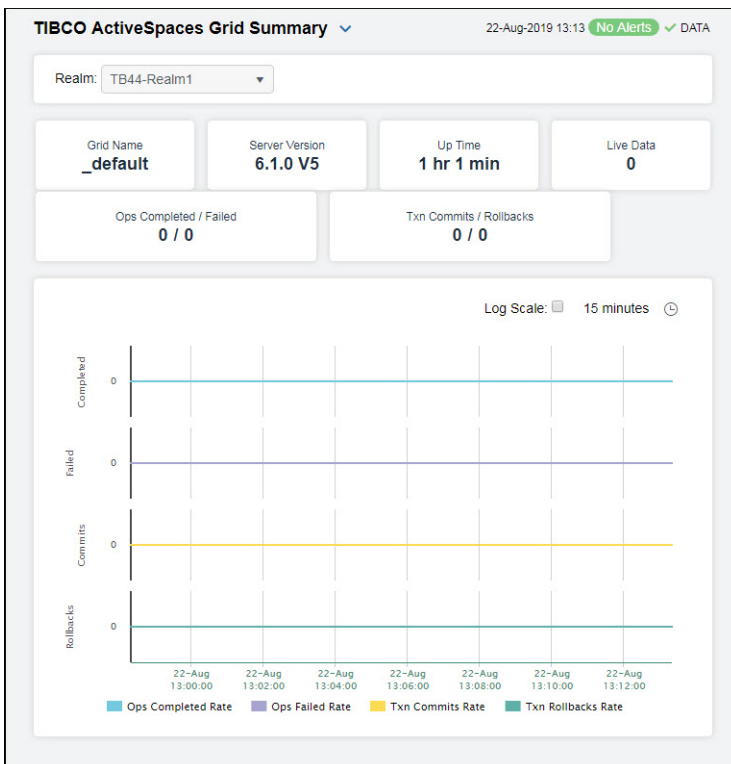 TIBCO ActiveSpaces Grid Summary
22-Aug-2019 13:13 No Alerts DATA
Realm: TB44-Realm1
Grid Name
_default
Server Version
6.1.0 V5
Up Time
1 hr 1 min
Live Data
0
Ops Completed / Failed
0 / 0
Txn Commits / Rollbacks
0 / 0
Log Scale: 15 minutes
Completed
0
Failed
0
Commits
0
Rollbacks
0
22-Aug 22-Aug 22-Aug 22-Aug 22-Aug 22-Aug 22-Aug
13:00:00 13:02:00 13:04:00 13:06:00 13:08:00 13:10:00 13:12:00
Ops Completed Rate Ops Failed Rate Txn Commits Rate Txn Rollbacks Rate